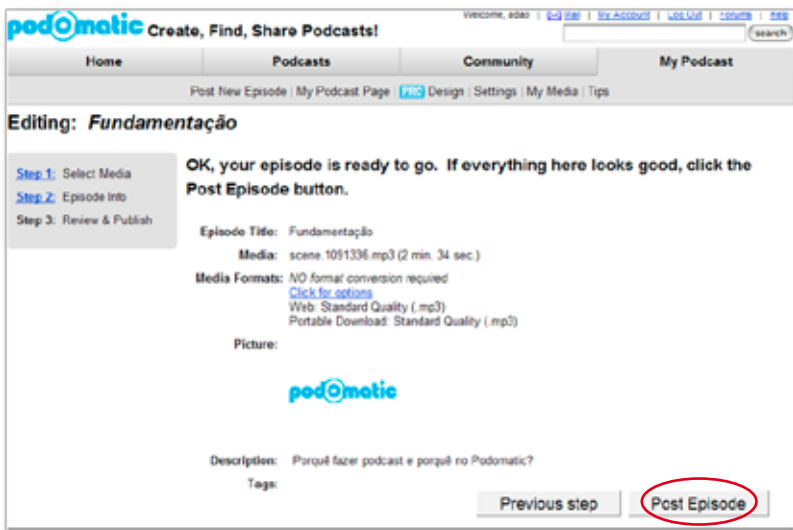 Welcome, adao | Mail | My Account | Log Out | Forums | Help
podOmatic Create, Find, Share Podcasts!
search
Home Podcasts Community My Podcast
Post New Episode | My Podcast Page | PRO Design | Settings | My Media | Tips
Editing: Fundamentação
Step 1: Select Media
Step 2: Episode Info
Step 3: Review & Publish
OK, your episode is ready to go. If everything here looks good, click the
Post Episode button.
Episode Title: Fundamentação
Media: scene.1091336.mp3 (2 min. 34 sec.)
Media Formats: NO format conversion required
Click for options
Web: Standard Quality (.mp3)
Portable Download: Standard Quality (.mp3)
Picture:
podOmatic
Description: Porquê fazer podcast e porquê no Podomatic?
Tags:
Previous step Post Episode